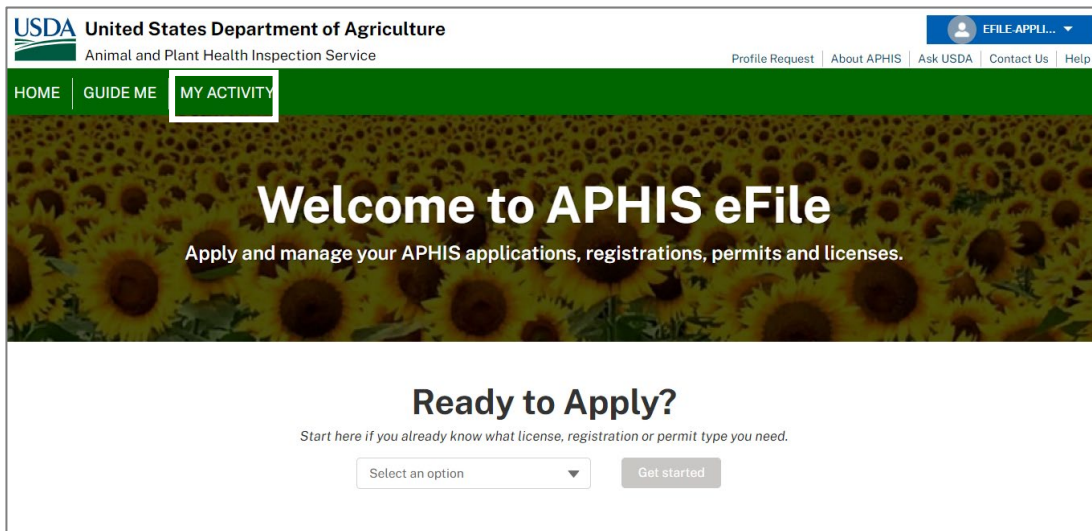 USDA United States Department of Agriculture
Animal and Plant Health Inspection Service
EFILE-APPLI...
Profile Request About APHIS Ask USDA Contact Us Help
HOME GUIDE ME MY ACTIVITY
Welcome to APHIS eFile
Apply and manage your APHIS applications, registrations, permits and licenses.
Ready to Apply?
Start here if you already know what license, registration or permit type you need.
Select an option Get started